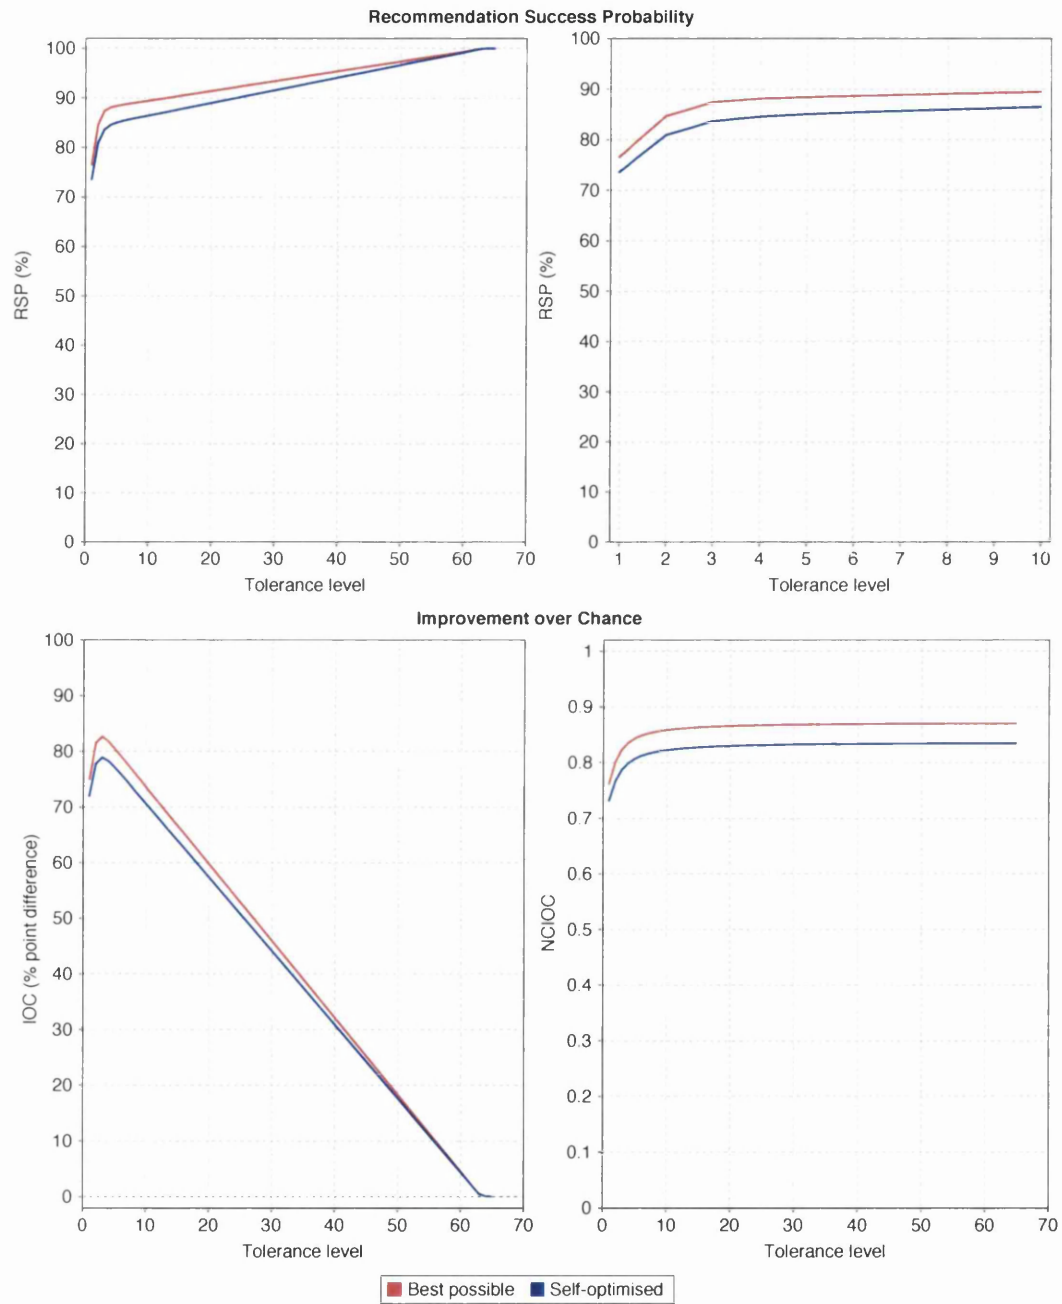 Recommendation Success Probability
100
90
80
70
60
50
40
30
20
10
0
RSP (%)
0 10 20 30 40 50 60 70
Tolerance level
100
90
80
70
60
50
40
30
20
10
0
RSP (%)
1 2 3 4 5 6 7 8 9 10
Tolerance level
Improvement over Chance
100
90
80
70
60
50
40
30
20
10
0
IOC (% point difference)
0 10 20 30 40 50 60 70
Tolerance level
1
0.9
0.8
0.7
0.6
0.5
0.4
0.3
0.2
0.1
0
NCIOC
0 10 20 30 40 50 60 70
Tolerance level
Best possible Self-optimised